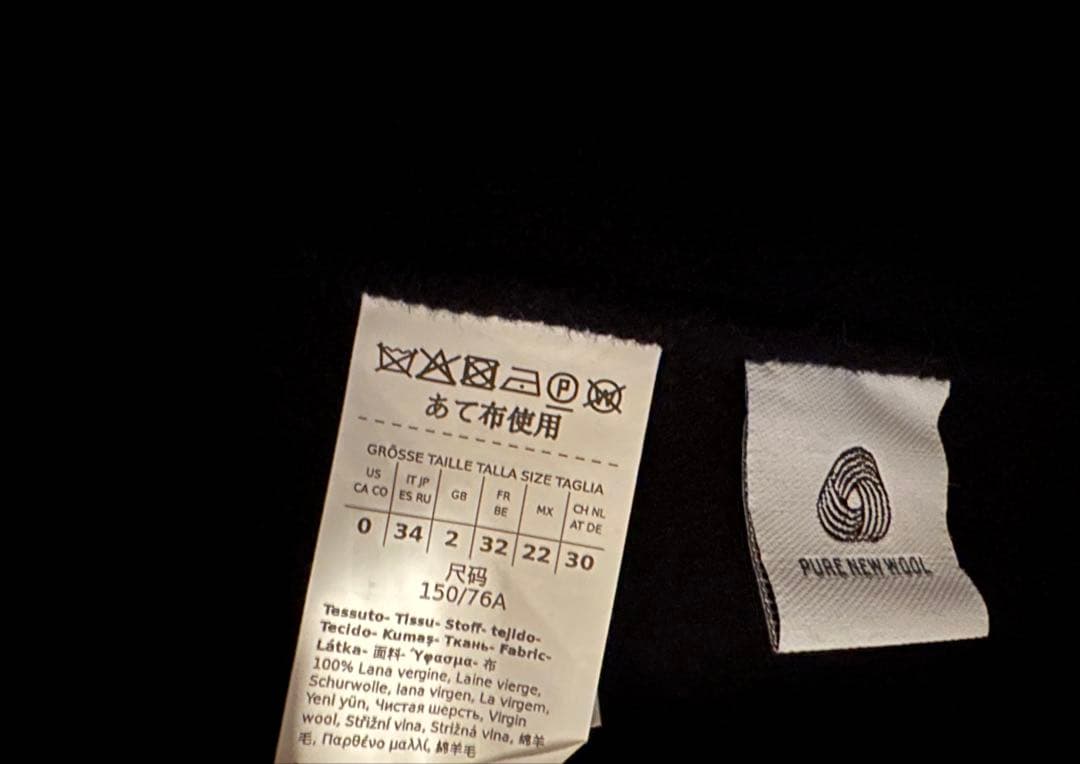 P W
あて布使用
GRÖSSE TAILLE TALLA SIZE TAGLIA
US CA CO | IT JP ES RU | GB | FR BE | MX | CH NL AT DE
0 | 34 | 2 | 32 | 22 | 30
尺码
150/76A
Tessuto- Tissu- Stoff- tejido-
Tecido- Kumaş- Ткань- Fabric-
Látka- 面料- Ύφασμα- 布
100% Lana vergine, Laine vierge,
Schurwolle, lana virgen, La virgem,
Yeni yün, Чистая шерсть, Virgin
wool, Střižní vlna, Strižná vlna, 綿羊
毛, Παρθένο μαλλί, 綿羊毛
PURE NEW WOOL